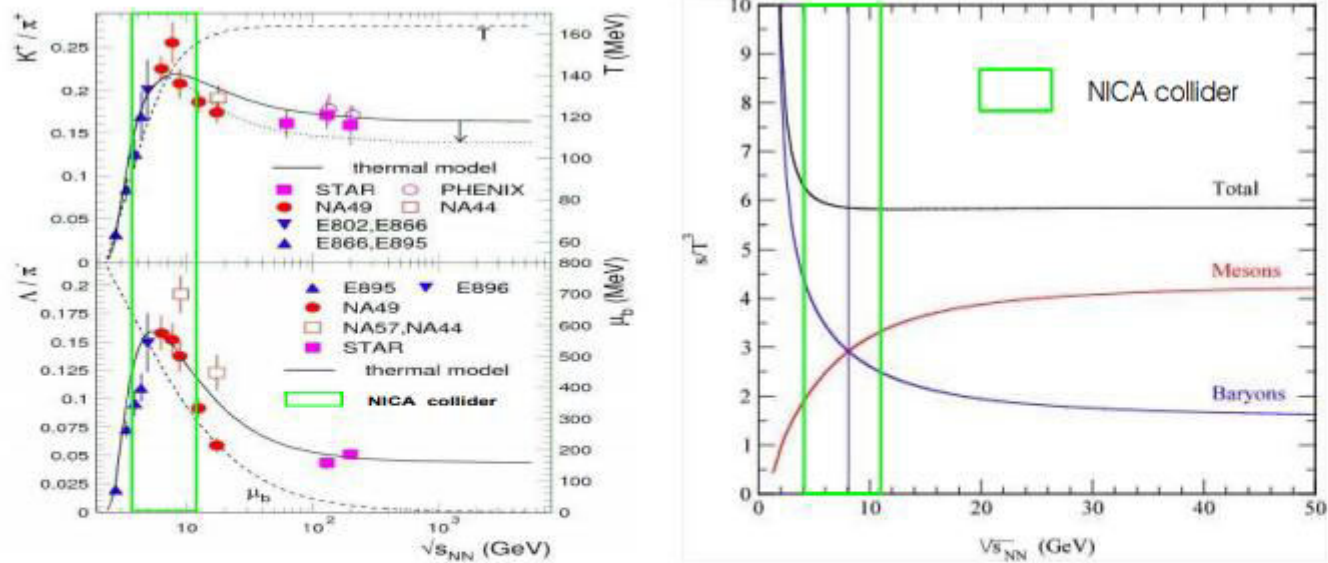 K⁺/π⁺
0.25
0.2
0.15
0.1
0.05
0
T
160
140
120
100
80
60
T (MeV)
thermal model
STAR PHENIX
NA49 NA44
E802,E866
E866,E895
Λ/π⁻
0.2
0.175
0.15
0.125
0.1
0.075
0.05
0.025
0
800
700
600
500
400
300
200
100
0
μb (MeV)
E895 E896
NA49
NA57,NA44
STAR
thermal model
NICA collider
μb
10 10² 10³
√sNN (GeV)
10
9
8
7
6
5
4
3
2
1
0
s/T³
NICA collider
Total
Mesons
Baryons
0 10 20 30 40 50
√sNN (GeV)